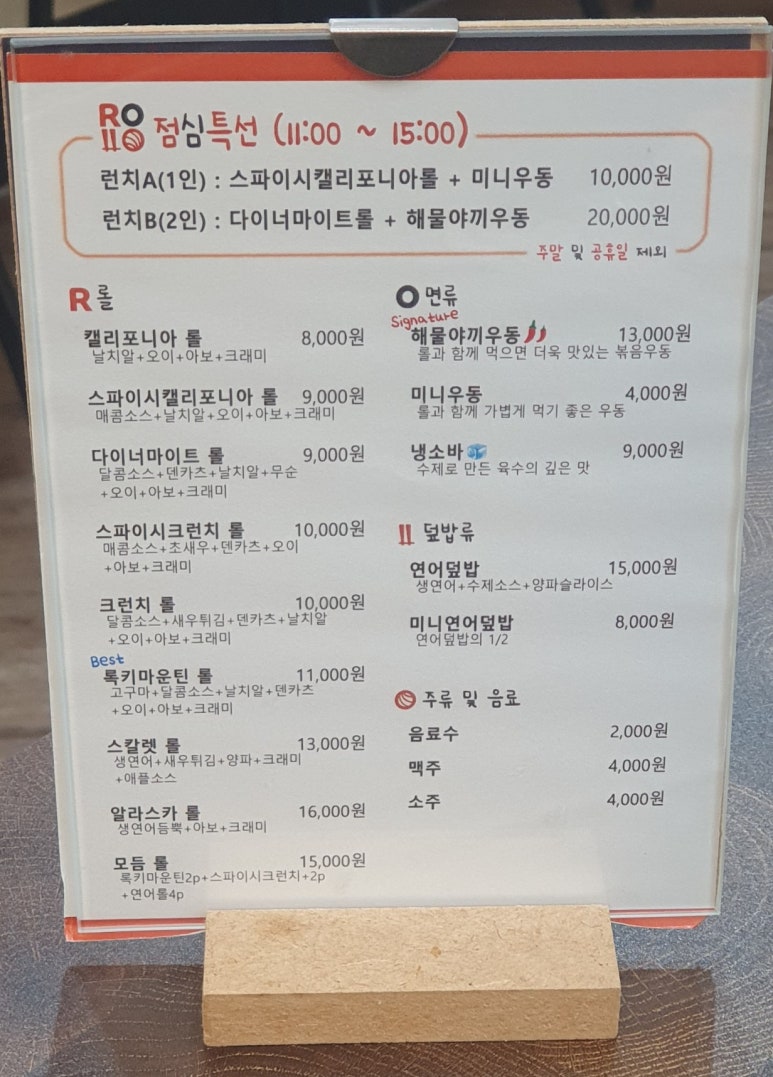 RO
점심특선 (11:00 ~ 15:00)
런치A(1인) : 스파이시캘리포니아롤 + 미니우동 10,000원
런치B(2인) : 다이너마이트롤 + 해물야끼우동 20,000원
주말 및 공휴일 제외
R 롤
캘리포니아 롤 8,000원
날치알+오이+아보+크래미
스파이시캘리포니아 롤 9,000원
매콤소스+날치알+오이+아보+크래미
다이너마이트 롤 9,000원
달콤소스+덴카츠+날치알+무순
+오이+아보+크래미
스파이시크런치 롤 10,000원
매콤소스+초새우+덴카츠+오이
+아보+크래미
크런치 롤 10,000원
달콤소스+새우튀김+덴카츠+날치알
+오이+아보+크래미
Best
록키마운틴 롤 11,000원
고구마+달콤소스+날치알+덴카츠
+오이+아보+크래미
스칼렛 롤 13,000원
생연어+새우튀김+양파+크래미
+애플소스
알라스카 롤 16,000원
생연어듬뿍+아보+크래미
모듬 롤 15,000원
록키마운틴2p+스파이시크런치+2p
+연어롤4p
O 면류
Signature
해물야끼우동 13,000원
롤과 함께 먹으면 더욱 맛있는 볶음우동
미니우동 4,000원
롤과 함께 가볍게 먹기 좋은 우동
냉소바 9,000원
수제로 만든 육수의 깊은 맛
덮밥류
연어덮밥 15,000원
생연어+수제소스+양파슬라이스
미니연어덮밥 8,000원
연어덮밥의 1/2
주류 및 음료
음료수 2,000원
맥주 4,000원
소주 4,000원